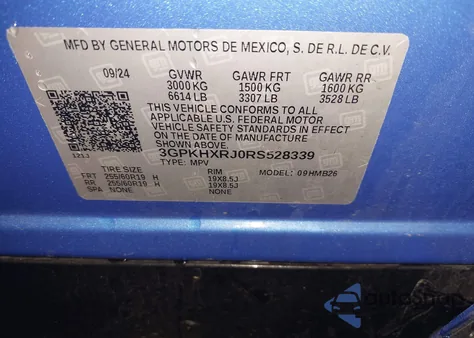 MFD BY GENERAL MOTORS DE MEXICO, S. DE R.L. DE C.V.
09/24 GVWR GAWR FRT GAWR RR
3000 KG 1500 KG 1600 KG
6614 LB 3307 LB 3528 LB
THIS VEHICLE CONFORMS TO ALL
APPLICABLE U.S. FEDERAL MOTOR
VEHICLE SAFETY STANDARDS IN EFFECT
ON THE DATE OF MANUFACTURE
SHOWN ABOVE.
3GPKHXRJ0RS528339
121J TYPE: MPV
TIRE SIZE RIM MODEL: 09HMB26
FRT 255/60R19 H 19X8.5J
RR 255/60R19 H 19X8.5J
SPA NONE NONE